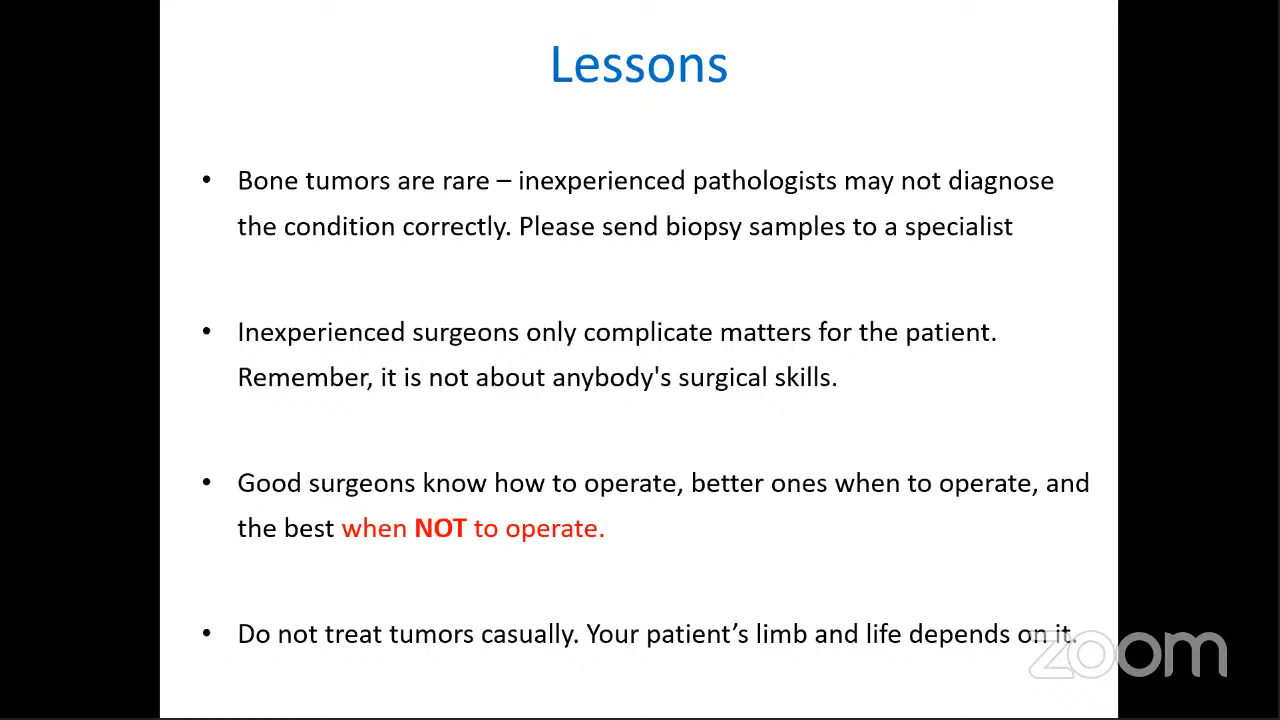 Lessons
• Bone tumors are rare – inexperienced pathologists may not diagnose
the condition correctly. Please send biopsy samples to a specialist
• Inexperienced surgeons only complicate matters for the patient.
Remember, it is not about anybody's surgical skills.
• Good surgeons know how to operate, better ones when to operate, and
the best when NOT to operate.
• Do not treat tumors casually. Your patient’s limb and life depends on it.
zoom